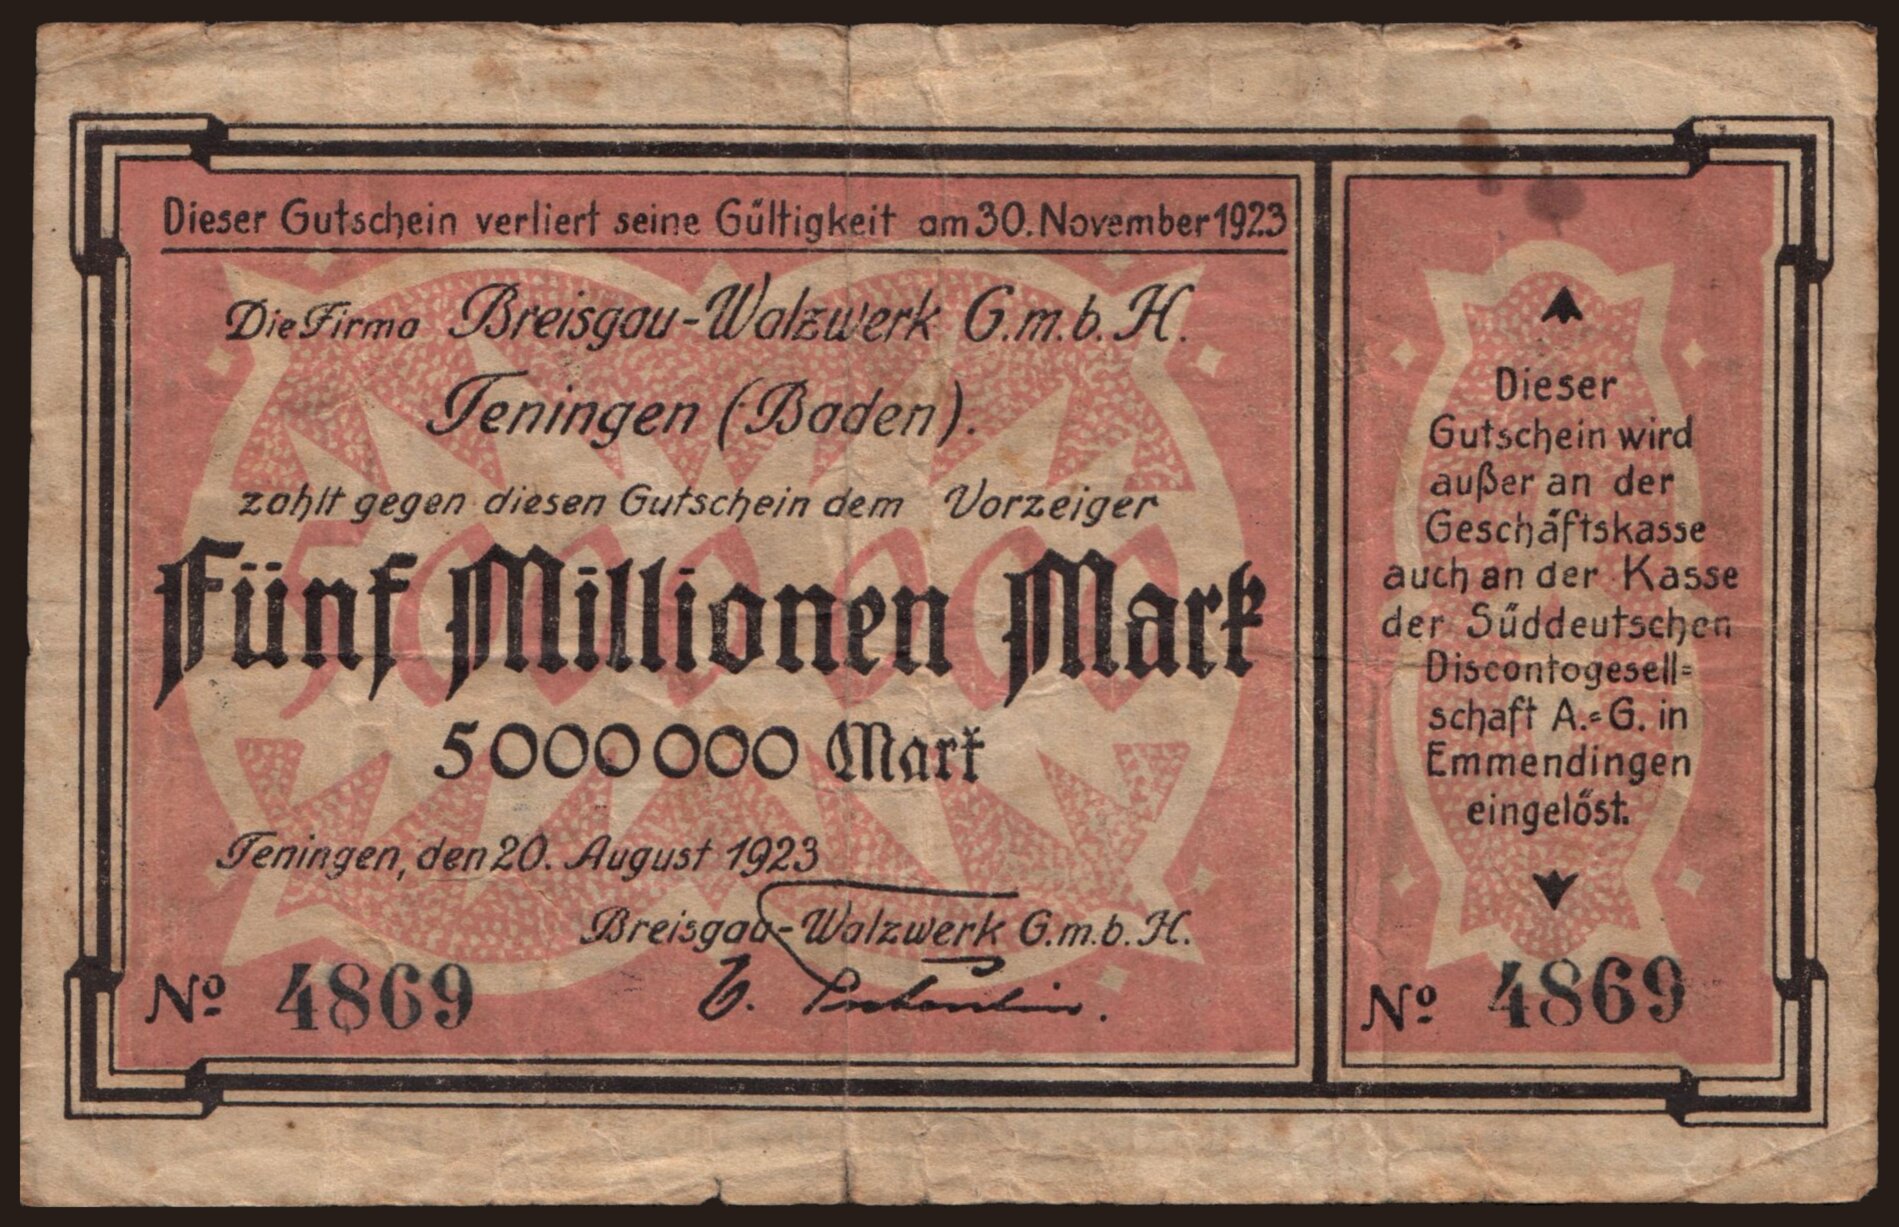 Dieser Gutschein verliert seine Gültigkeit am 30. November 1923
Die Firma Breisgau-Walzwerk G.m.b.H.
Teningen (Baden).
zahlt gegen diesen Gutschein dem Vorzeiger
5000000
Fünf Millionen Mark
5000000 Mark
Teningen, den 20. August 1923
Breisgau-Walzwerk G.m.b.H.
No 4869
Dieser
Gutschein wird
außer an der
Geschäftskasse
auch an der Kasse
der Süddeutschen
Discontogesell=
schaft A.=G. in
Emmendingen
eingelöst.
No 4869